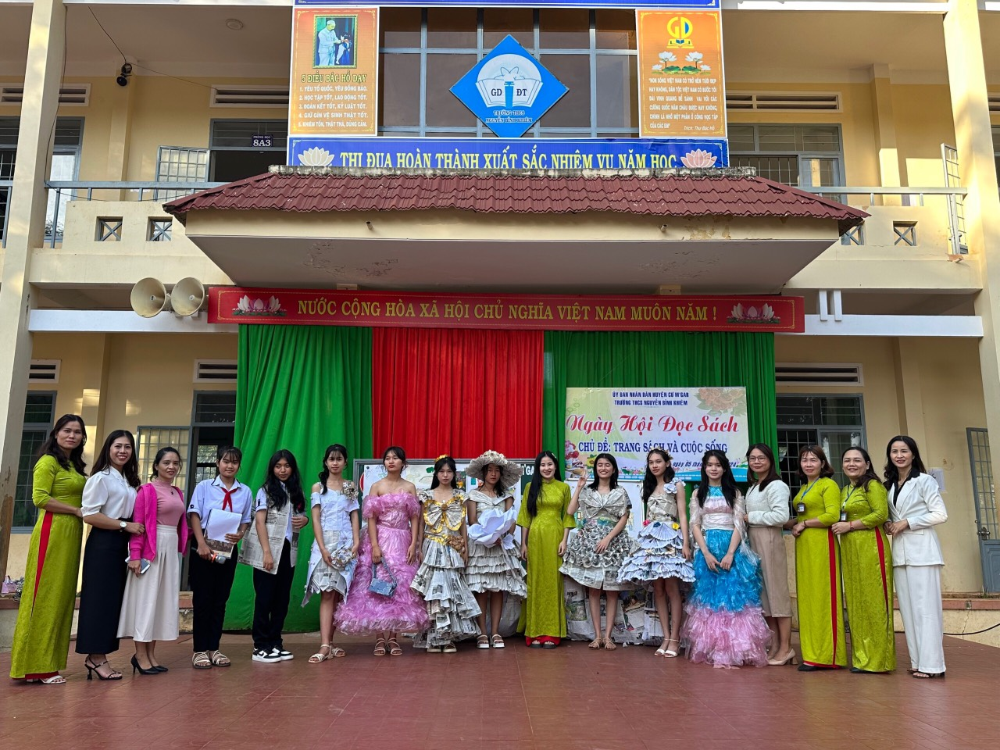 5 ĐIỀU BÁC HỒ DẠY
1. YÊU TỔ QUỐC, YÊU ĐỒNG BÀO.
2. HỌC TẬP TỐT, LAO ĐỘNG TỐT.
3. ĐOÀN KẾT TỐT, KỶ LUẬT TỐT.
4. GIỮ GÌN VỆ SINH THẬT TỐT.
5. KHIÊM TỐN, THẬT THÀ, DŨNG CẢM.
GD ĐT
TRƯỜNG THCS
NGUYỄN BỈNH KHIÊM
GD
"NON SÔNG VIỆT NAM CÓ TRỞ NÊN TƯƠI ĐẸP
HAY KHÔNG, DÂN TỘC VIỆT NAM CÓ BƯỚC TỚI
ĐÀI VINH QUANG ĐỂ SÁNH VAI VỚI CÁC
CƯỜNG QUỐC NĂM CHÂU ĐƯỢC HAY KHÔNG,
CHÍNH LÀ NHỜ MỘT PHẦN Ở CÔNG HỌC TẬP
CỦA CÁC EM"
Trích: Thư Bác Hồ
PHÒNG HỌC
8A3
THI ĐUA HOÀN THÀNH XUẤT SẮC NHIỆM VỤ NĂM HỌC
NƯỚC CỘNG HÒA XÃ HỘI CHỦ NGHĨA VIỆT NAM MUÔN NĂM !
ỦY BAN NHÂN DÂN HUYỆN CƯ M'GAR
TRƯỜNG THCS NGUYỄN BỈNH KHIÊM
Ngày Hội Đọc Sách
CHỦ ĐỀ: TRANG SÁCH VÀ CUỘC SỐNG
ngày 05